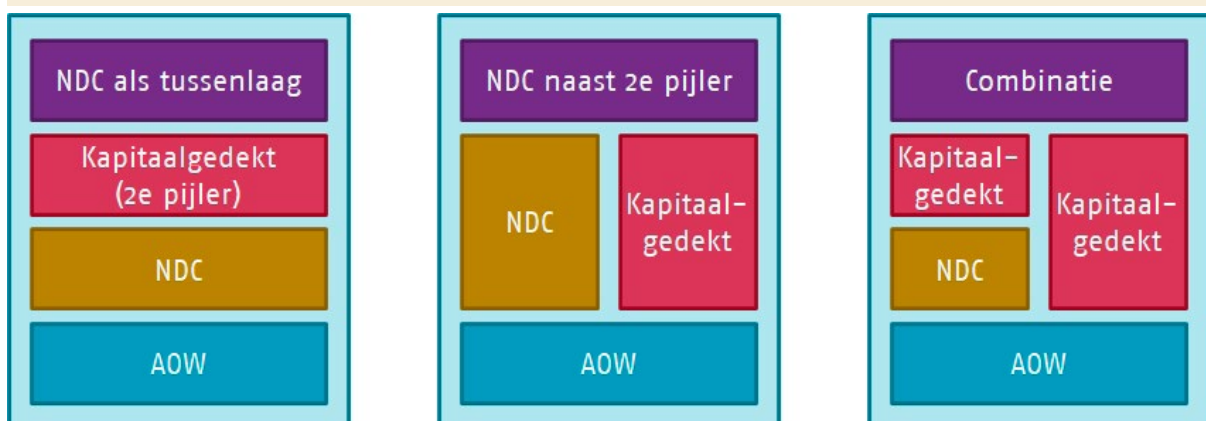 NDC als tussenlaag
Kapitaalgedekt
(2e pijler)
NDC
AOW
NDC naast 2e pijler
NDC
Kapitaal-
gedekt
AOW
Combinatie
Kapitaal-
gedekt
NDC
Kapitaal-
gedekt
AOW